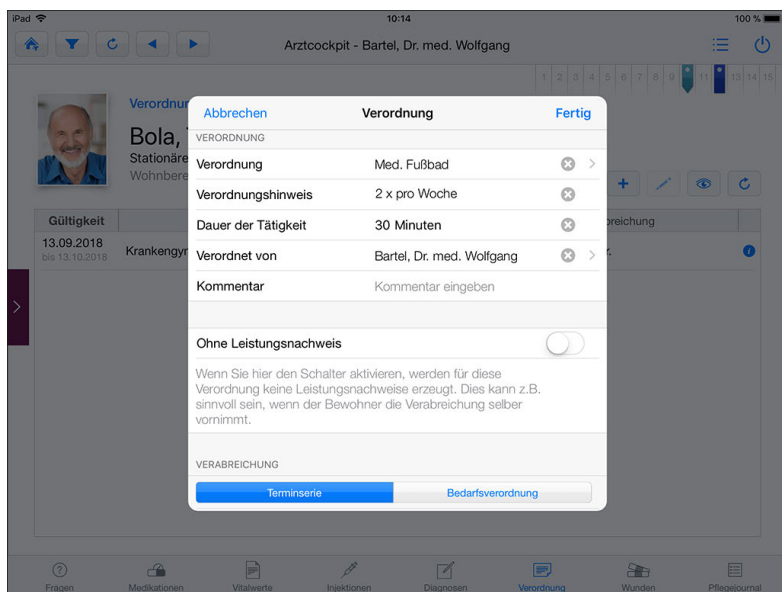 iPad 10:14 100 %
Arztcockpit - Bartel, Dr. med. Wolfgang
1 2 3 4 5 6 7 8 9 11 13 14 15
Verordnun
Bola,
Stationäre
Wohnbere
Abbrechen Verordnung Fertig
VERORDNUNG
Verordnung Med. Fußbad
Verordnungshinweis 2 x pro Woche
Dauer der Tätigkeit 30 Minuten
Verordnet von Bartel, Dr. med. Wolfgang
Kommentar Kommentar eingeben
Ohne Leistungsnachweis
Wenn Sie hier den Schalter aktivieren, werden für diese
Verordnung keine Leistungsnachweise erzeugt. Dies kann z.B.
sinnvoll sein, wenn der Bewohner die Verabreichung selber
vornimmt.
VERABREICHUNG
Terminserie Bedarfsverordnung
Gültigkeit breichung
13.09.2018
bis 13.10.2018
Krankengyr r.
Fragen Medikationen Vitalwerte Injektionen Diagnosen Verordnung Wunden Pflegejournal